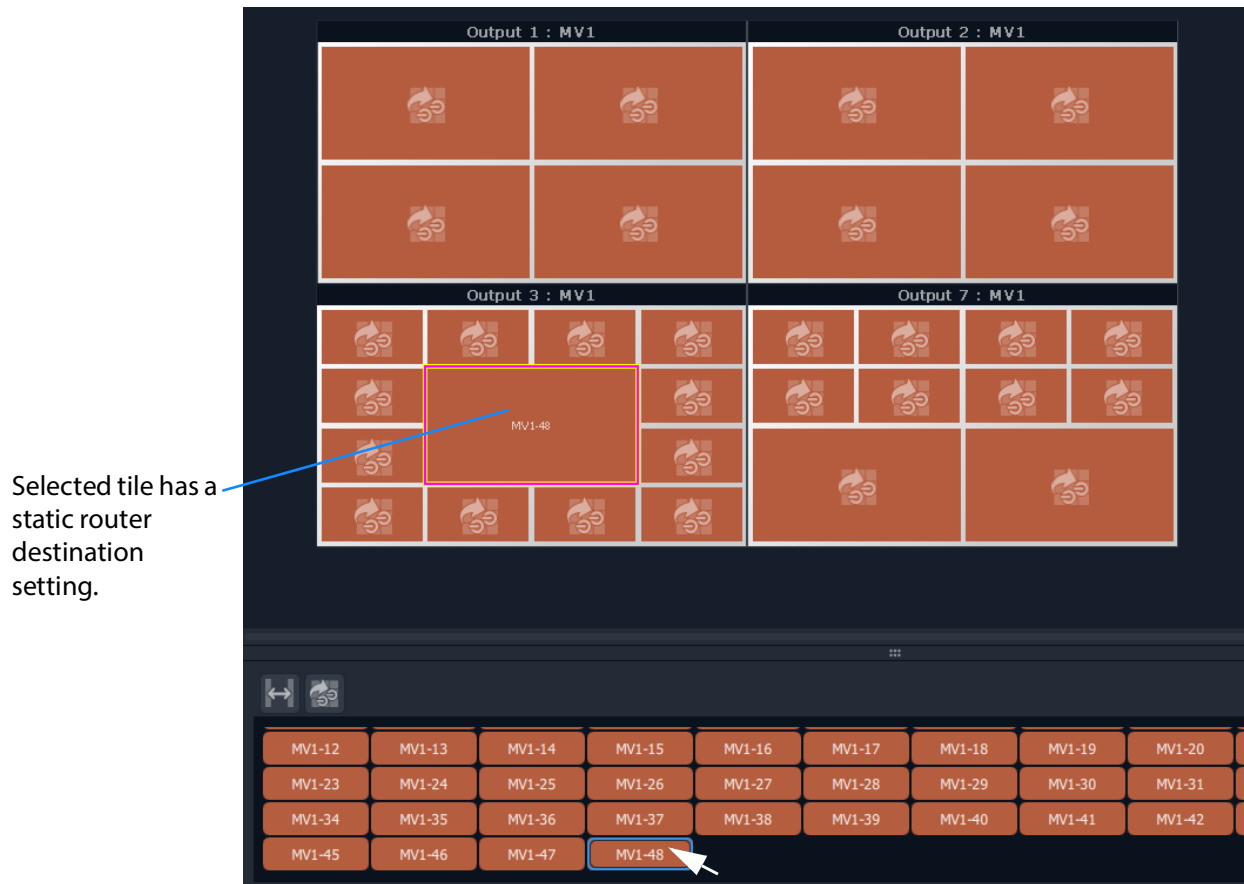 Output 1 : MV1
Output 2 : MV1
Output 3 : MV1
Output 7 : MV1
MV1-48
Selected tile has a
static router
destination
setting.
MV1-12 MV1-13 MV1-14 MV1-15 MV1-16 MV1-17 MV1-18 MV1-19 MV1-20
MV1-23 MV1-24 MV1-25 MV1-26 MV1-27 MV1-28 MV1-29 MV1-30 MV1-31
MV1-34 MV1-35 MV1-36 MV1-37 MV1-38 MV1-39 MV1-40 MV1-41 MV1-42
MV1-45 MV1-46 MV1-47 MV1-48